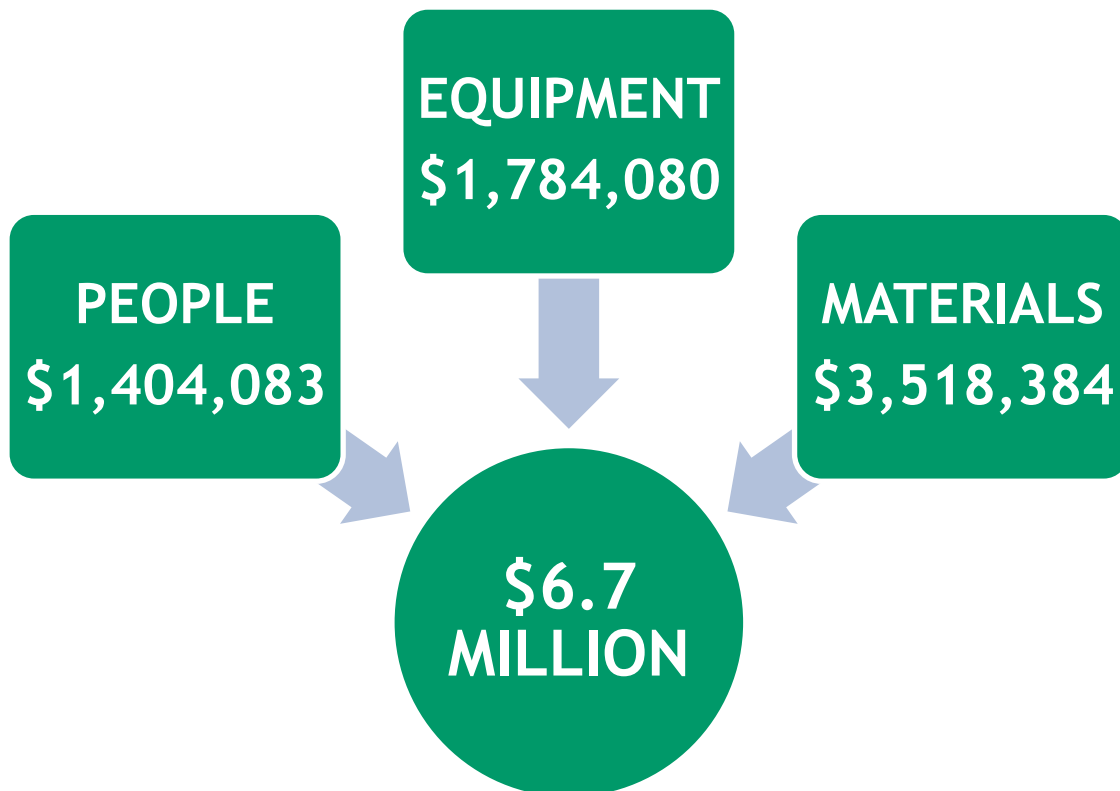 EQUIPMENT
$1,784,080
PEOPLE
$1,404,083
MATERIALS
$3,518,384
$6.7
MILLION